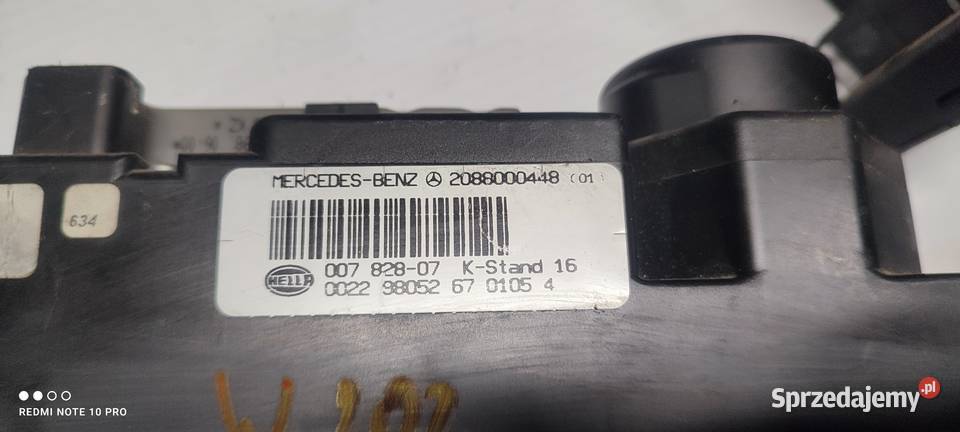 MERCEDES-BENZ 2088000448 (01)
634
HELLA
007 828-07 K-Stand 16
0022 98052 67 0105 4
W 202
REDMI NOTE 10 PRO
Sprzedajemy.pl